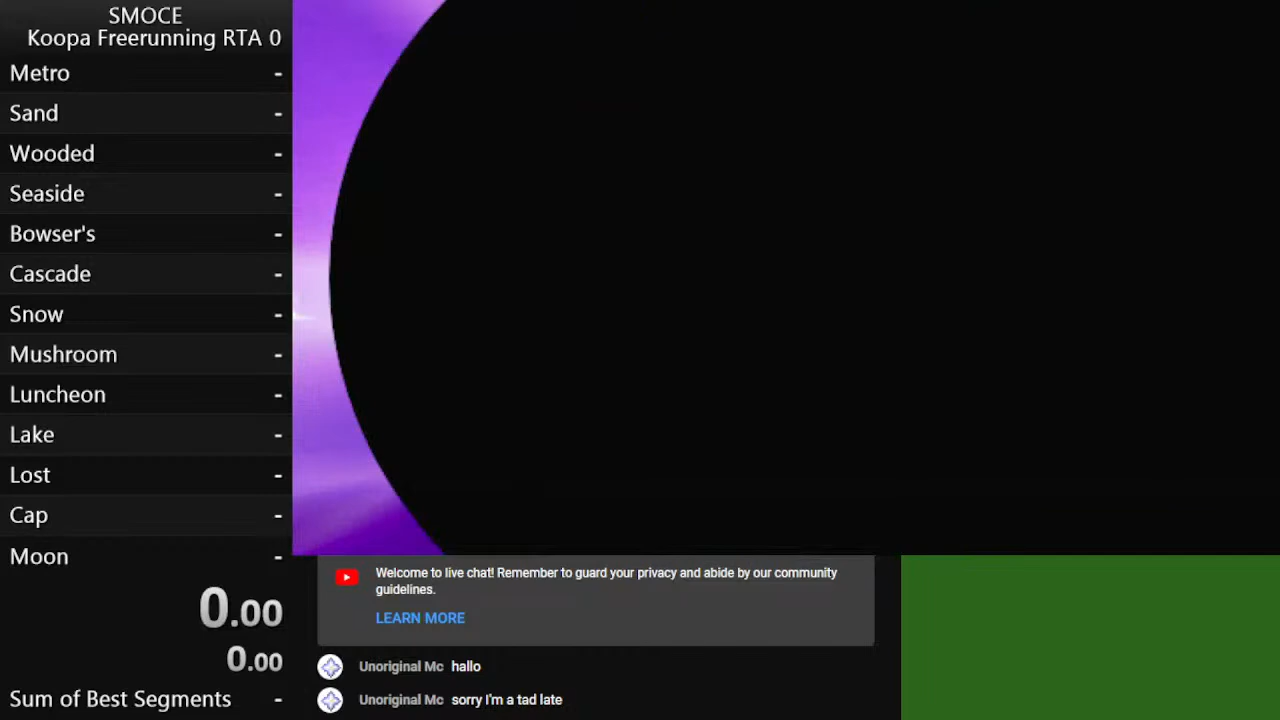 SMOCE
Koopa Freerunning RTA 0
Metro -
Sand -
Wooded -
Seaside -
Bowser's -
Cascade -
Snow -
Mushroom -
Luncheon -
Lake -
Lost -
Cap -
Moon -
0.00
0.00
Sum of Best Segments -
Welcome to live chat! Remember to guard your privacy and abide by our community
guidelines.
LEARN MORE
Unoriginal Mc hallo
Unoriginal Mc sorry I'm a tad late